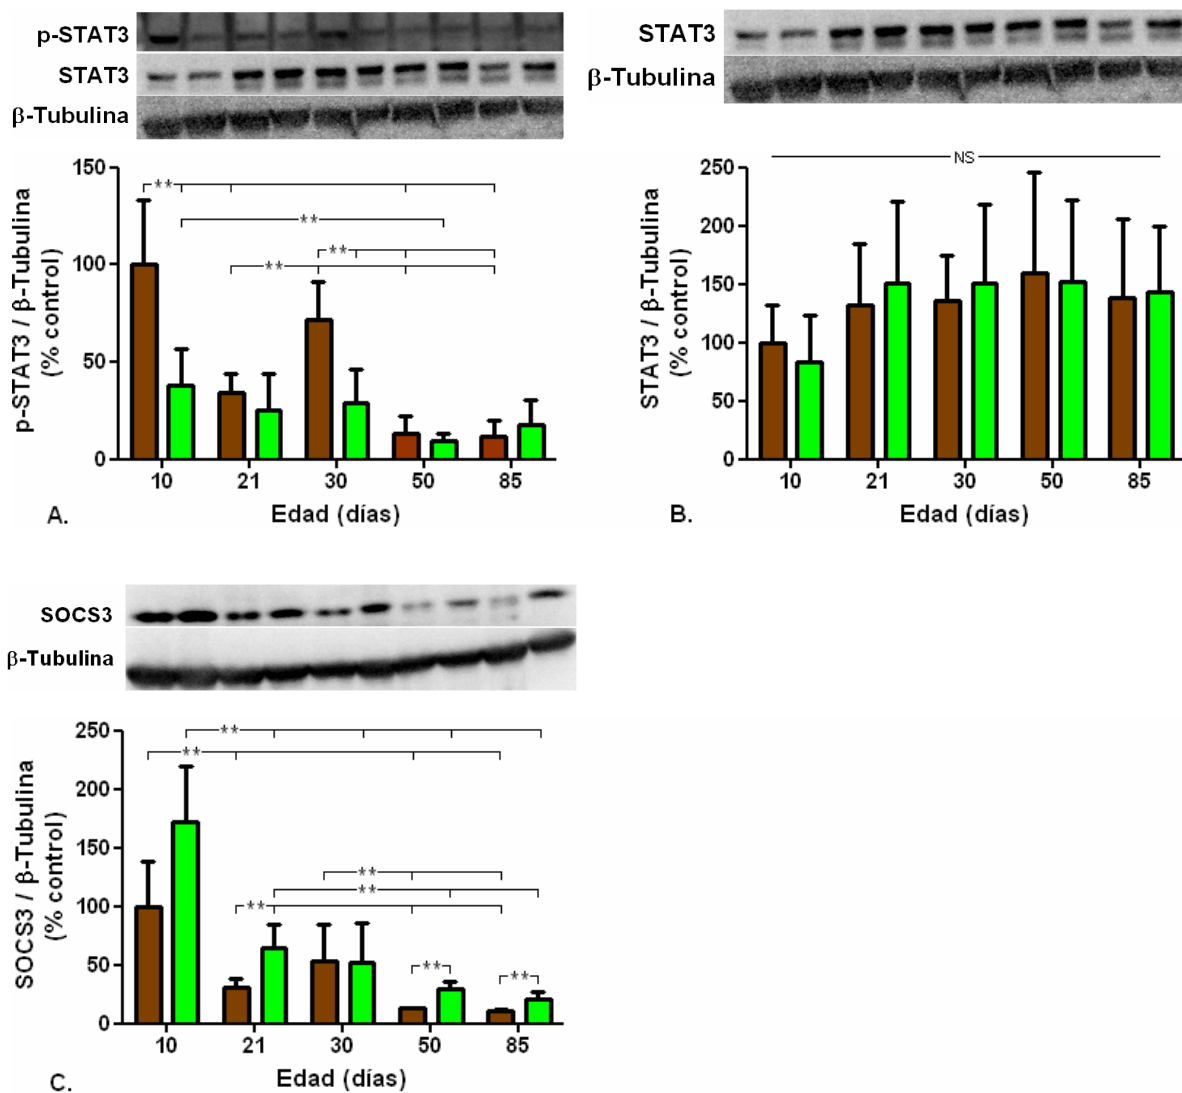 p-STAT3
STAT3
β-Tubulina
p-STAT3 / β-Tubulina
(% control)
150
100
50
0
**
**
**
**
10 21 30 50 85
Edad (días)
A.
STAT3
β-Tubulina
STAT3 / β-Tubulina
(% control)
250
200
150
100
50
0
NS
10 21 30 50 85
Edad (días)
B.
SOCS3
β-Tubulina
SOCS3 / β-Tubulina
(% control)
250
200
150
100
50
0
**
**
**
**
**
**
**
10 21 30 50 85
Edad (días)
C.